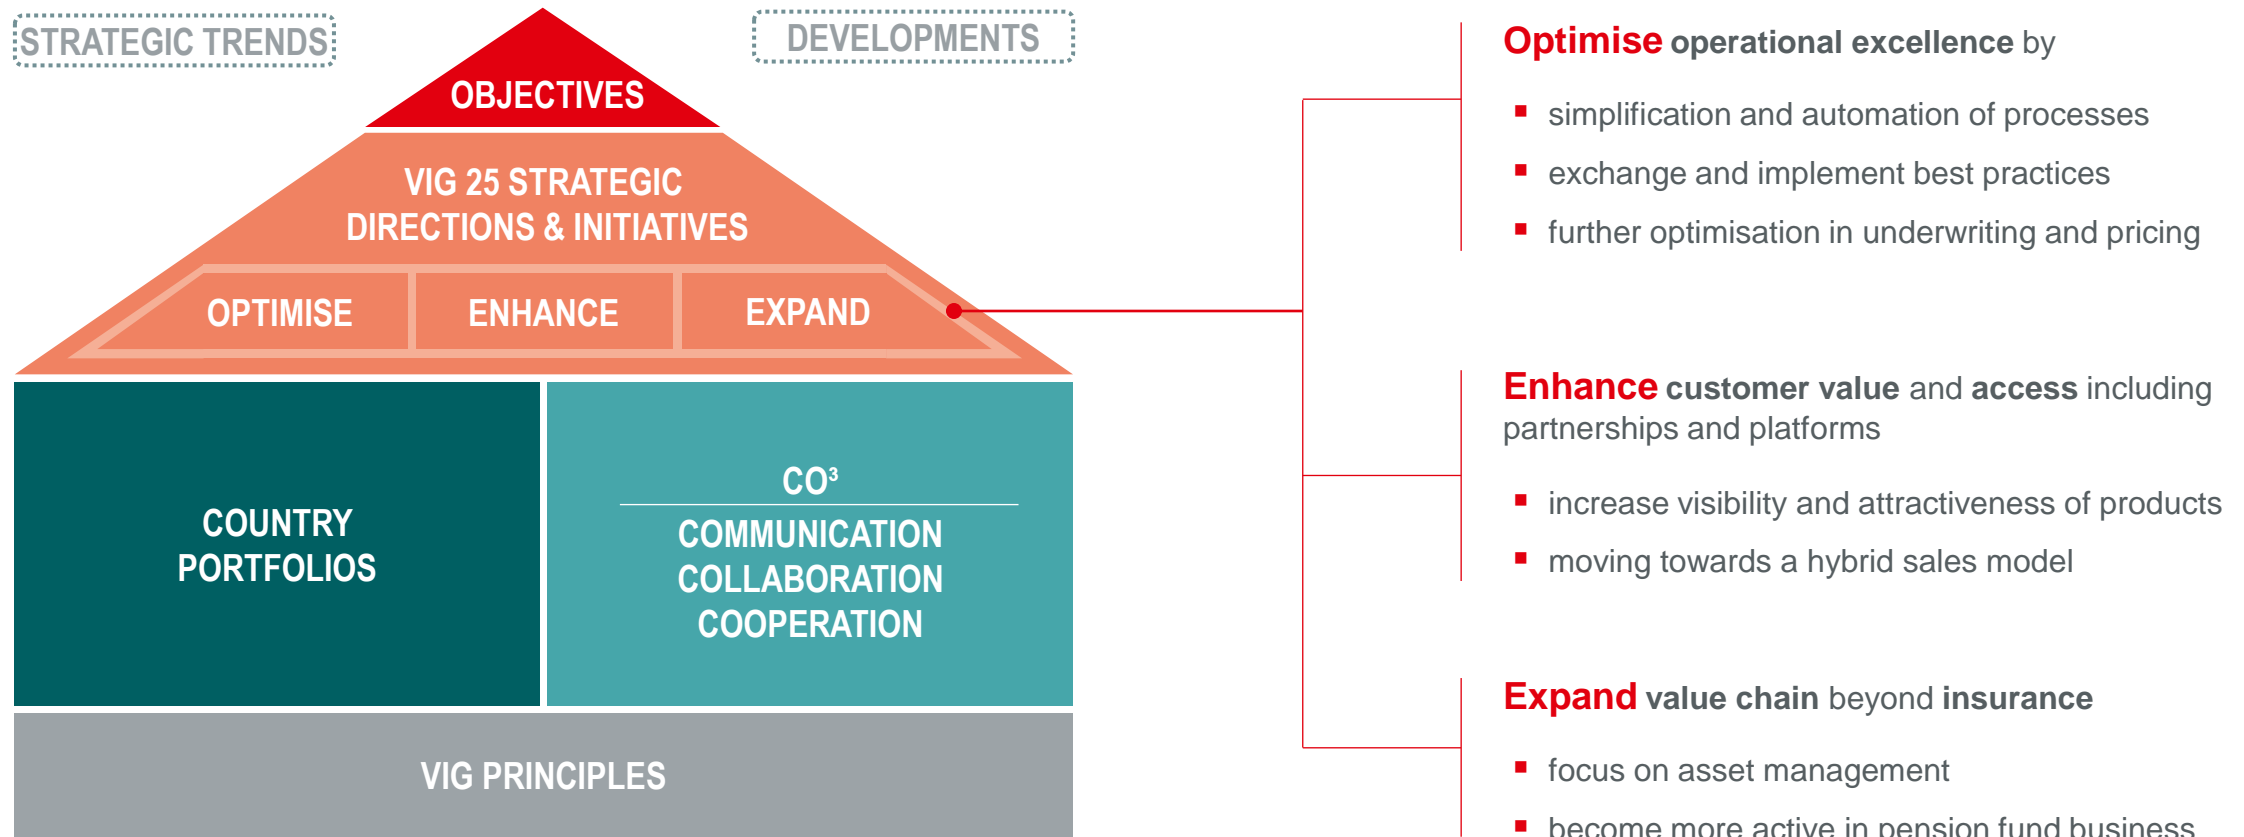 STRATEGIC TRENDS
DEVELOPMENTS
OBJECTIVES
VIG 25 STRATEGIC
DIRECTIONS & INITIATIVES
OPTIMISE
ENHANCE
EXPAND
COUNTRY
PORTFOLIOS
CO³
COMMUNICATION
COLLABORATION
COOPERATION
VIG PRINCIPLES
Optimise operational excellence by
▪ simplification and automation of processes
▪ exchange and implement best practices
▪ further optimisation in underwriting and pricing
Enhance customer value and access including
partnerships and platforms
▪ increase visibility and attractiveness of products
▪ moving towards a hybrid sales model
Expand value chain beyond insurance
▪ focus on asset management
▪ become more active in pension fund business